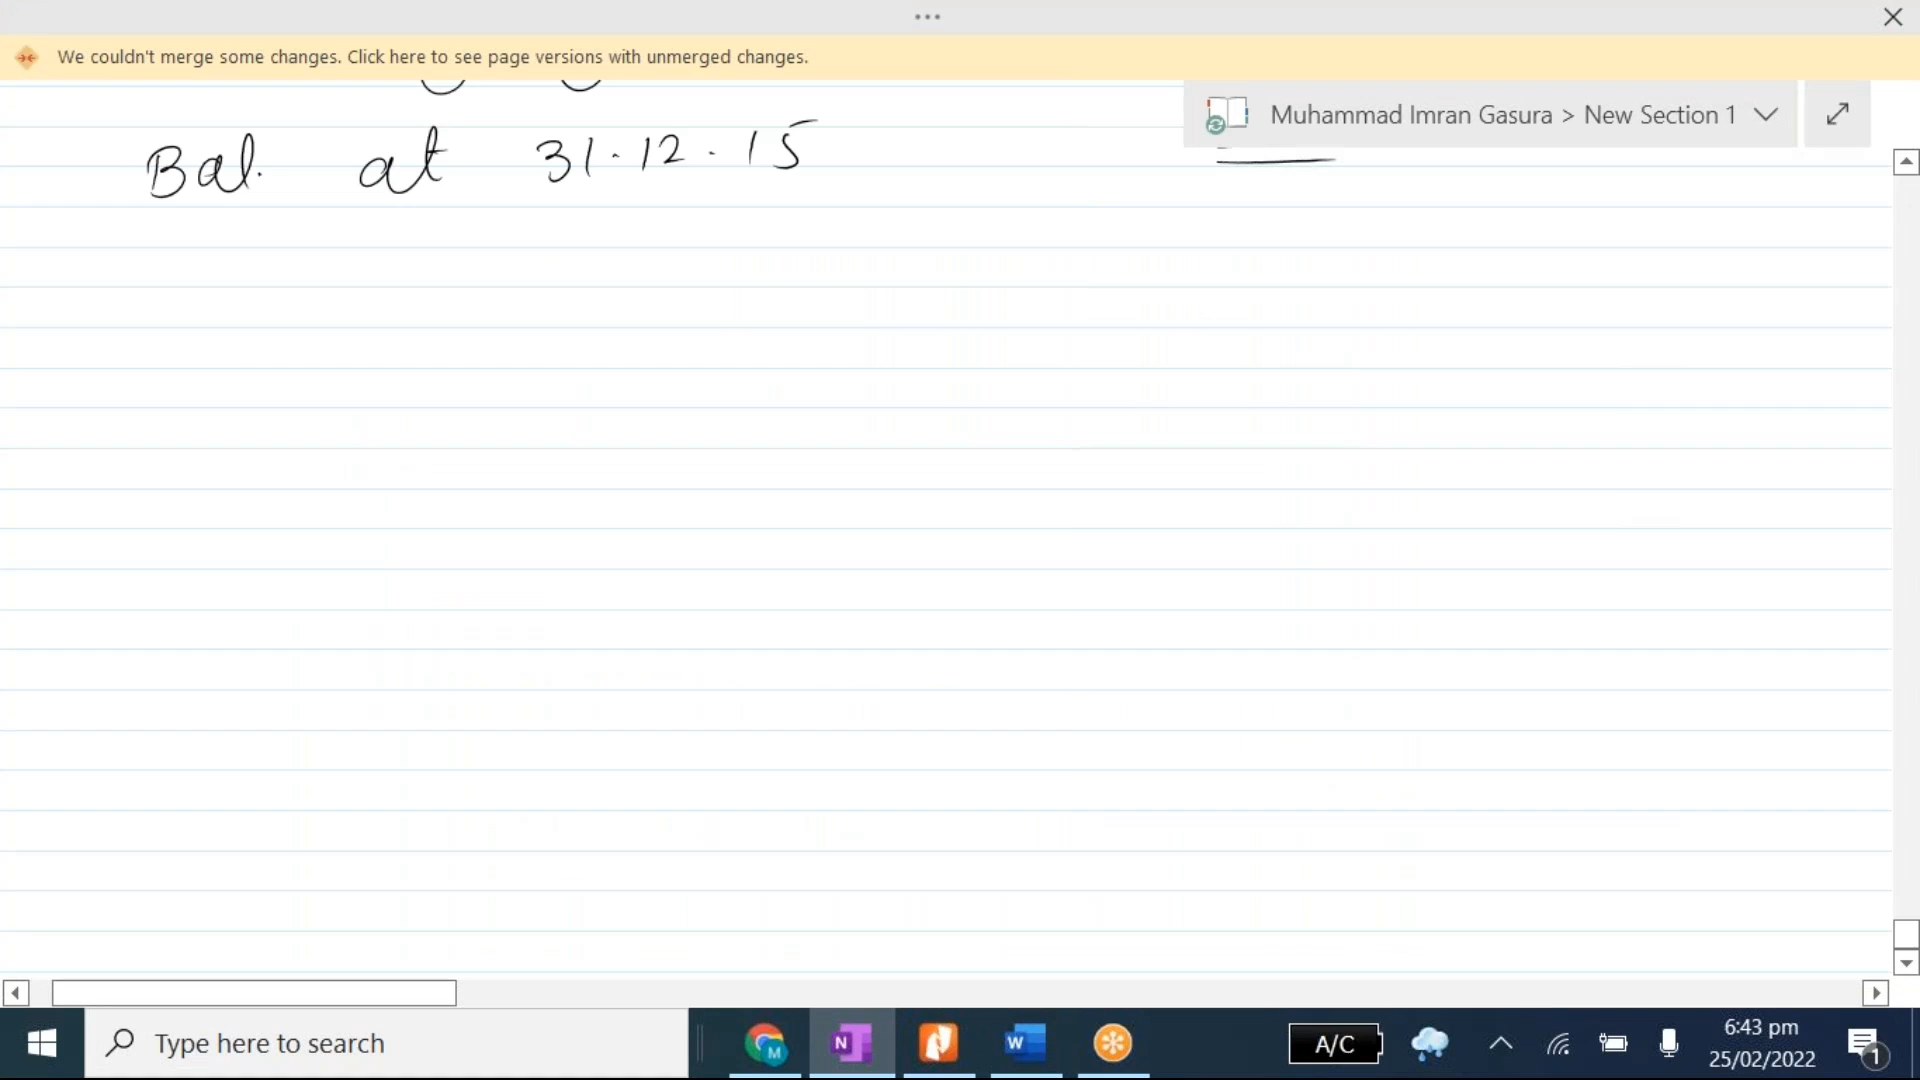 We couldn't merge some changes. Click here to see page versions with unmerged changes.
Muhammad Imran Gasura > New Section 1
Bal. at 31.12.15
Type here to search
A/C
6:43 pm
25/02/2022
1
N
W
M